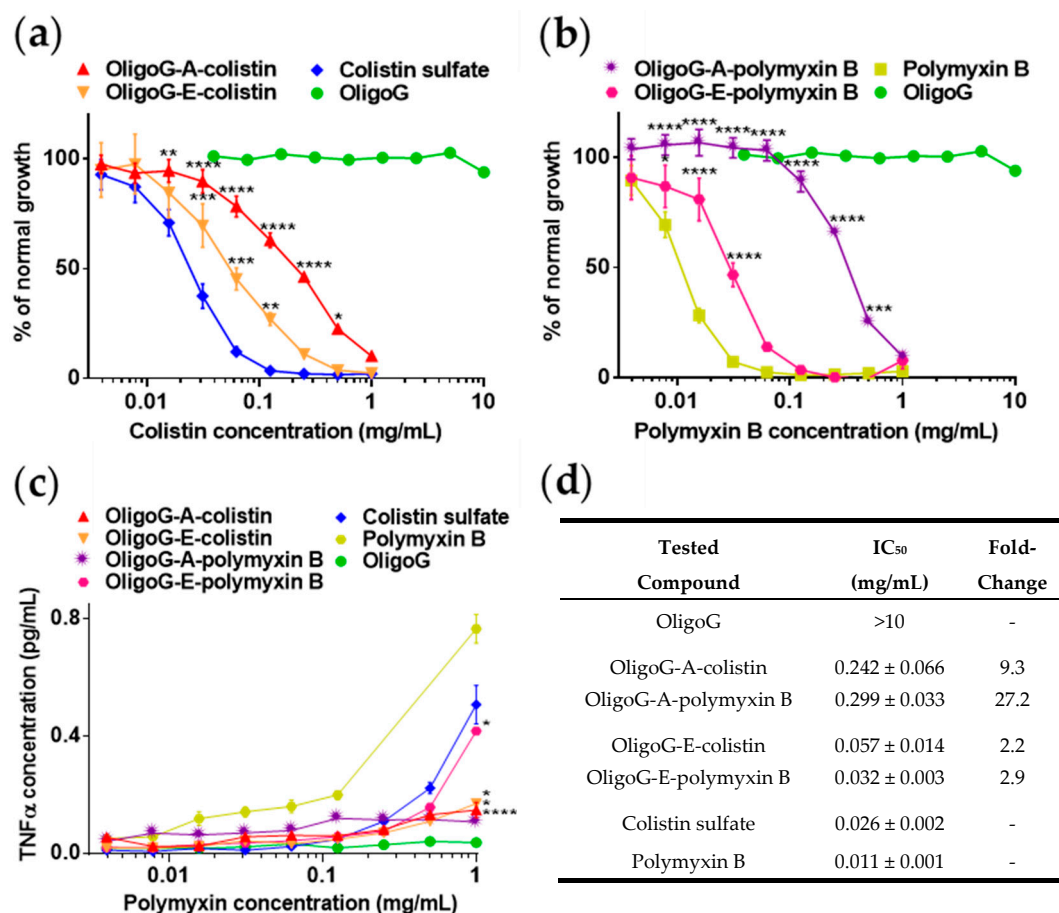 (a)
OligoG-A-colistin
Colistin sulfate
OligoG-E-colistin
OligoG
% of normal growth
100
50
0
** **** **** **** **** *
*** *** **
0.01 0.1 1 10
Colistin concentration (mg/mL)
(b)
OligoG-A-polymyxin B
Polymyxin B
OligoG-E-polymyxin B
OligoG
% of normal growth
100
50
0
**** **** **** **** **** **** ***
* **** ****
0.01 0.1 1 10
Polymyxin B concentration (mg/mL)
(c)
OligoG-A-colistin
Colistin sulfate
OligoG-E-colistin
Polymyxin B
OligoG-A-polymyxin B
OligoG
OligoG-E-polymyxin B
TNFα concentration (pg/mL)
0.8
0.4
0.0
*
*
*
****
0.01 0.1 1
Polymyxin concentration (mg/mL)
(d)
Tested IC₅₀ Fold-
Compound (mg/mL) Change
OligoG >10 -
OligoG-A-colistin 0.242 ± 0.066 9.3
OligoG-A-polymyxin B 0.299 ± 0.033 27.2
OligoG-E-colistin 0.057 ± 0.014 2.2
OligoG-E-polymyxin B 0.032 ± 0.003 2.9
Colistin sulfate 0.026 ± 0.002 -
Polymyxin B 0.011 ± 0.001 -